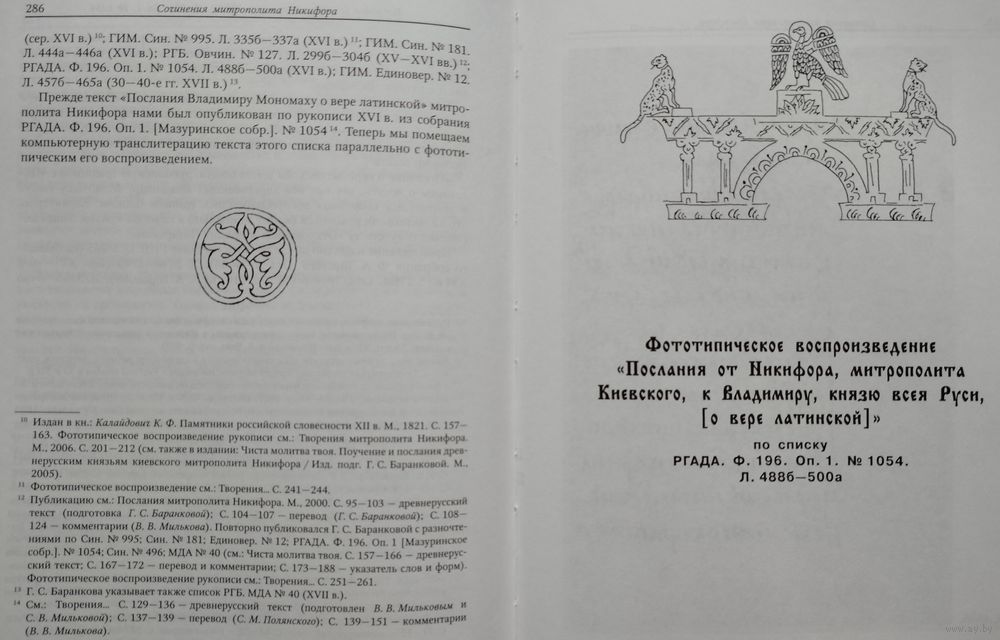 286
Сочинения митрополита Никифора
(сер. XVI в.) 10; ГИМ. Син. № 995. Л. 335б—337а (XVI в.) 11; ГИМ. Син. № 181.
Л. 444а—446а (XVI в.); РГБ. Овчин. № 127. Л. 299б—304б (XV—XVI вв.) 12;
РГАДА. Ф. 196. Оп. 1. № 1054. Л. 488б—500а (XVI в.); ГИМ. Единовер. № 12.
Л. 457б—465а (30—40-е гг. XVII в.) 13.
Прежде текст «Послания Владимиру Мономаху о вере латинской» митро-
полита Никифора нами был опубликован по рукописи XVI в. из собрания
РГАДА. Ф. 196. Оп. 1. [Мазуринское собр.]. № 1054 14. Теперь мы помещаем
компьютерную транслитерацию текста этого списка параллельно с фототи-
пическим его воспроизведением.
10 Издан в кн.: Калайдович К. Ф. Памятники российской словесности XII в. М., 1821. С. 157—
163. Фототипическое воспроизведение рукописи см.: Творения митрополита Никифора.
М., 2006. С. 201—212 (см. также в издании: Чиста молитва твоя. Поучение и послания древ-
нерусским князьям киевского митрополита Никифора / Изд. подг. Г. С. Баранковой. М.,
2005).
11 Фототипическое воспроизведение см.: Творения... С. 241—244.
12 Публикацию см.: Послания митрополита Никифора. М., 2000. С. 95—103 — древнерусский
текст (подготовка Г. С. Баранковой); С. 104—107 — перевод (Г. С. Баранковой); С. 108—
124 — комментарии (В. В. Милькова). Повторно публиковался Г. С. Баранковой с разночте-
ниями по Син. № 995; Син. № 181; Единовер. № 12; РГАДА. Ф. 196. Оп. 1 [Мазуринское
собр.]. № 1054; Син. № 496; МДА № 40 (см.: Чиста молитва твоя. С. 157—166 — древнерус-
ский текст; С. 167—172 — перевод и комментарии; С. 173—188 — указатель слов и форм).
Фототипическое воспроизведение рукописи см.: Творения... С. 251—261.
13 Г. С. Баранкова указывает также список РГБ. МДА № 40 (XVII в.).
14 См.: Творения... С. 129—136 — древнерусский текст (подготовлен В. В. Мильковым и
С. В. Мильковой); С. 137—139 — перевод (С. М. Полянского); С. 139—151 — комментарии
(В. В. Милькова).
Фототипическое воспроизведение
«Послания от Никифора, митрополита
Киевского, к Владимиру, князю всея Руси,
[о вере латинской]»
по списку
РГАДА. Ф. 196. Оп. 1. № 1054.
Л. 488б—500а
www.ay.by